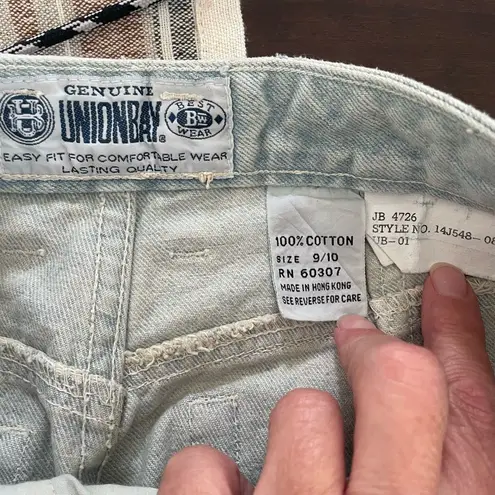 GENUINE
UNIONBAY®
BEST
BW
WEAR
EASY FIT FOR COMFORTABLE WEAR
LASTING QUALITY
100% COTTON
SIZE 9/10
RN 60307
MADE IN HONG KONG
SEE REVERSE FOR CARE
JB 4726
STYLE NO. 14J548-08
UB-01